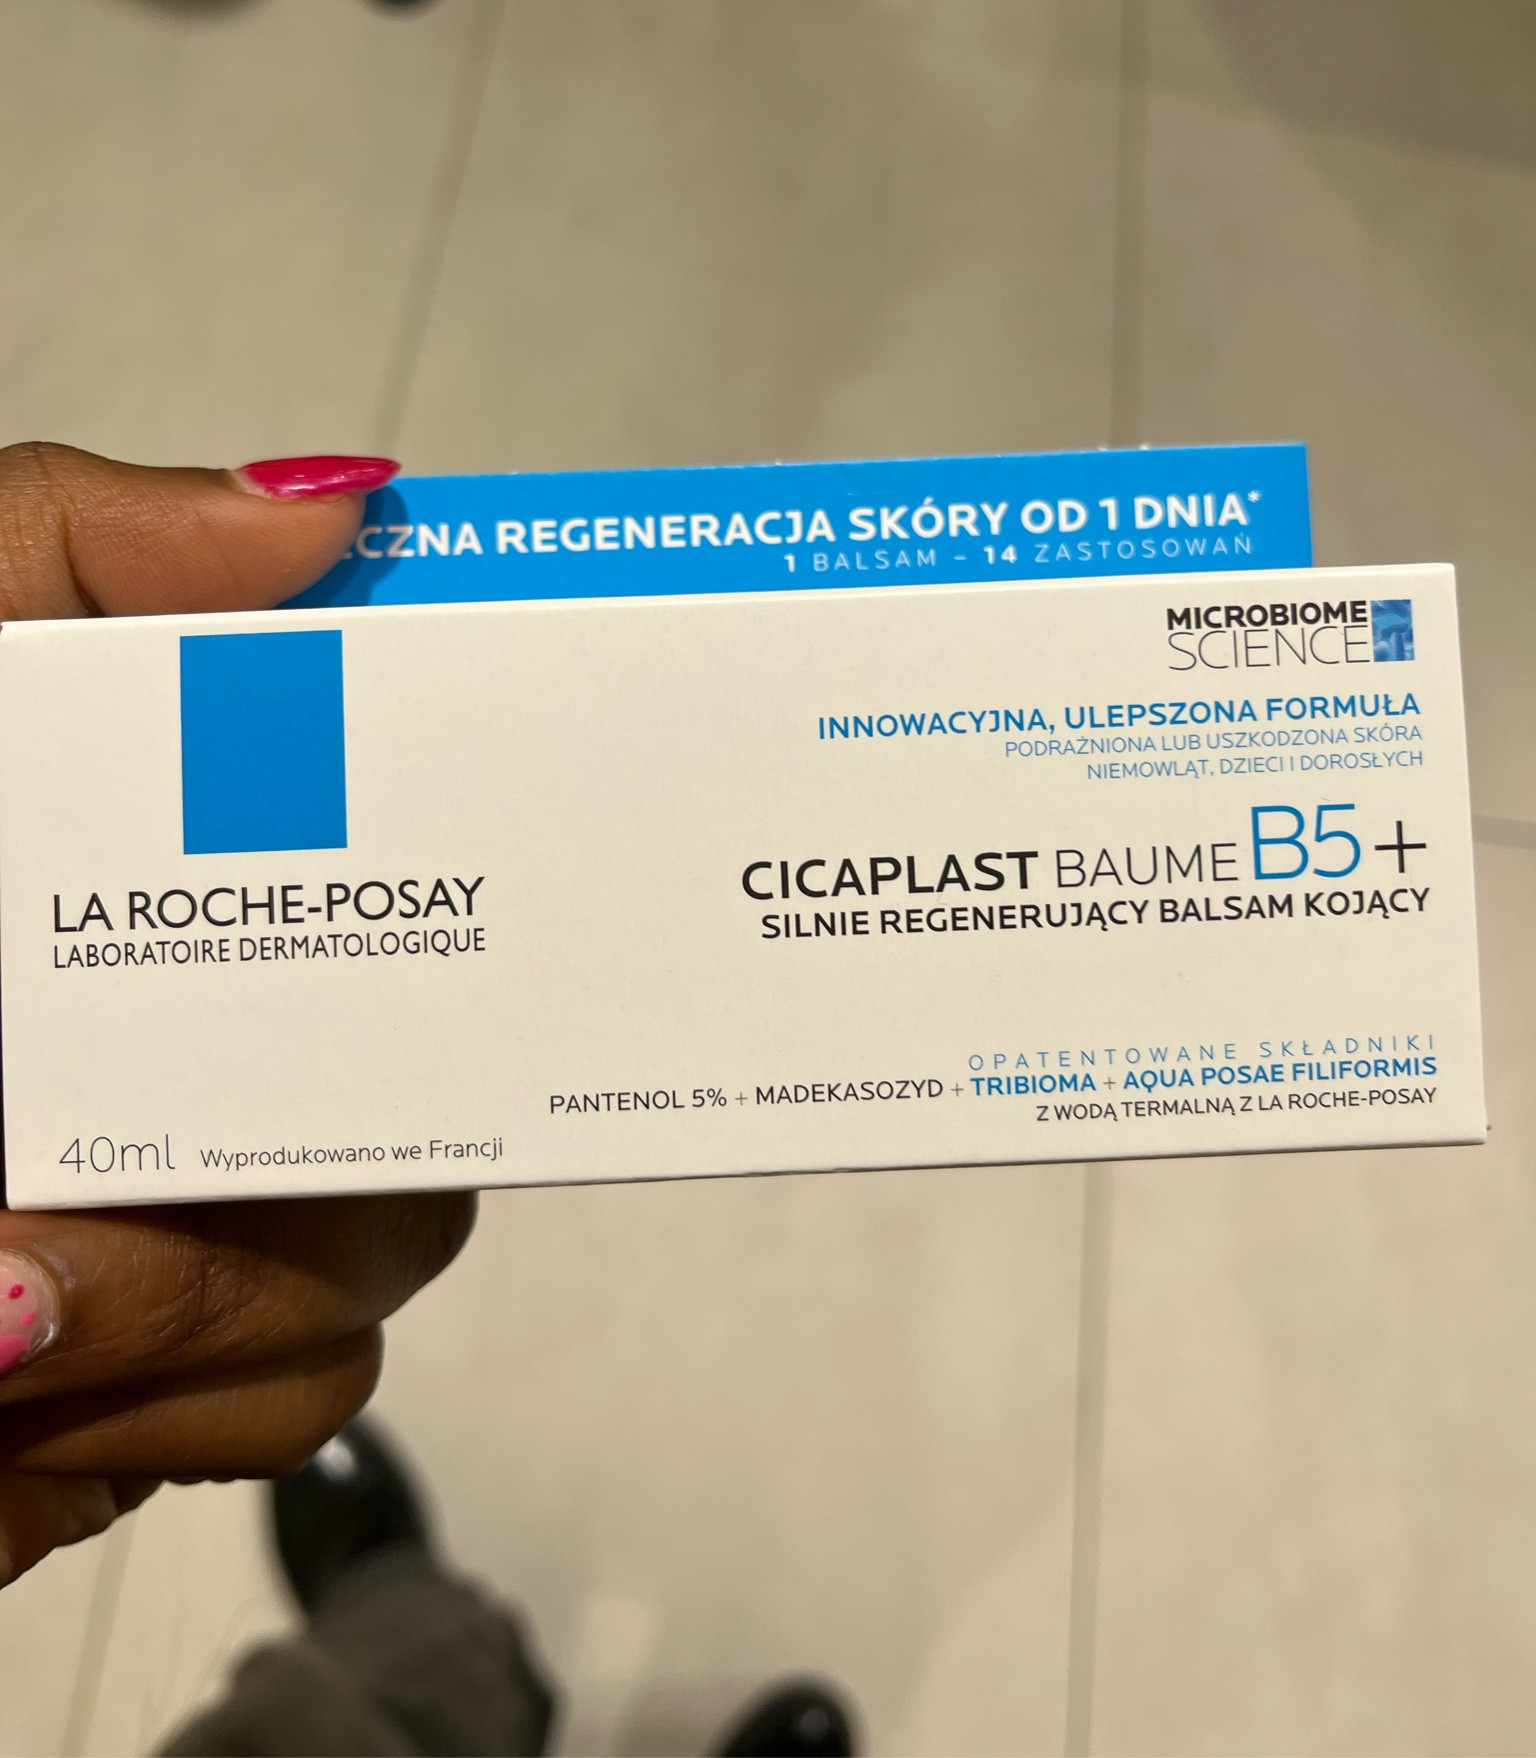 REGENERACJA SKÓRY OD 1 DNIA*
1 BALSAM – 14 ZASTOSOWAŃ
MICROBIOME
SCIENCE
INNOWACYJNA, ULEPSZONA FORMUŁA
PODRAŻNIONA LUB USZKODZONA SKÓRA
NIEMOWLĄT, DZIECI I DOROSŁYCH
CICAPLAST BAUME B5+
SILNIE REGENERUJĄCY BALSAM KOJĄCY
LA ROCHE-POSAY
LABORATOIRE DERMATOLOGIQUE
OPATENTOWANE SKŁADNIKI
PANTENOL 5% + MADEKASOZYD + TRIBIOMA + AQUA POSAE FILIFORMIS
Z WODĄ TERMALNĄ Z LA ROCHE-POSAY
40ml Wyprodukowano we Francji